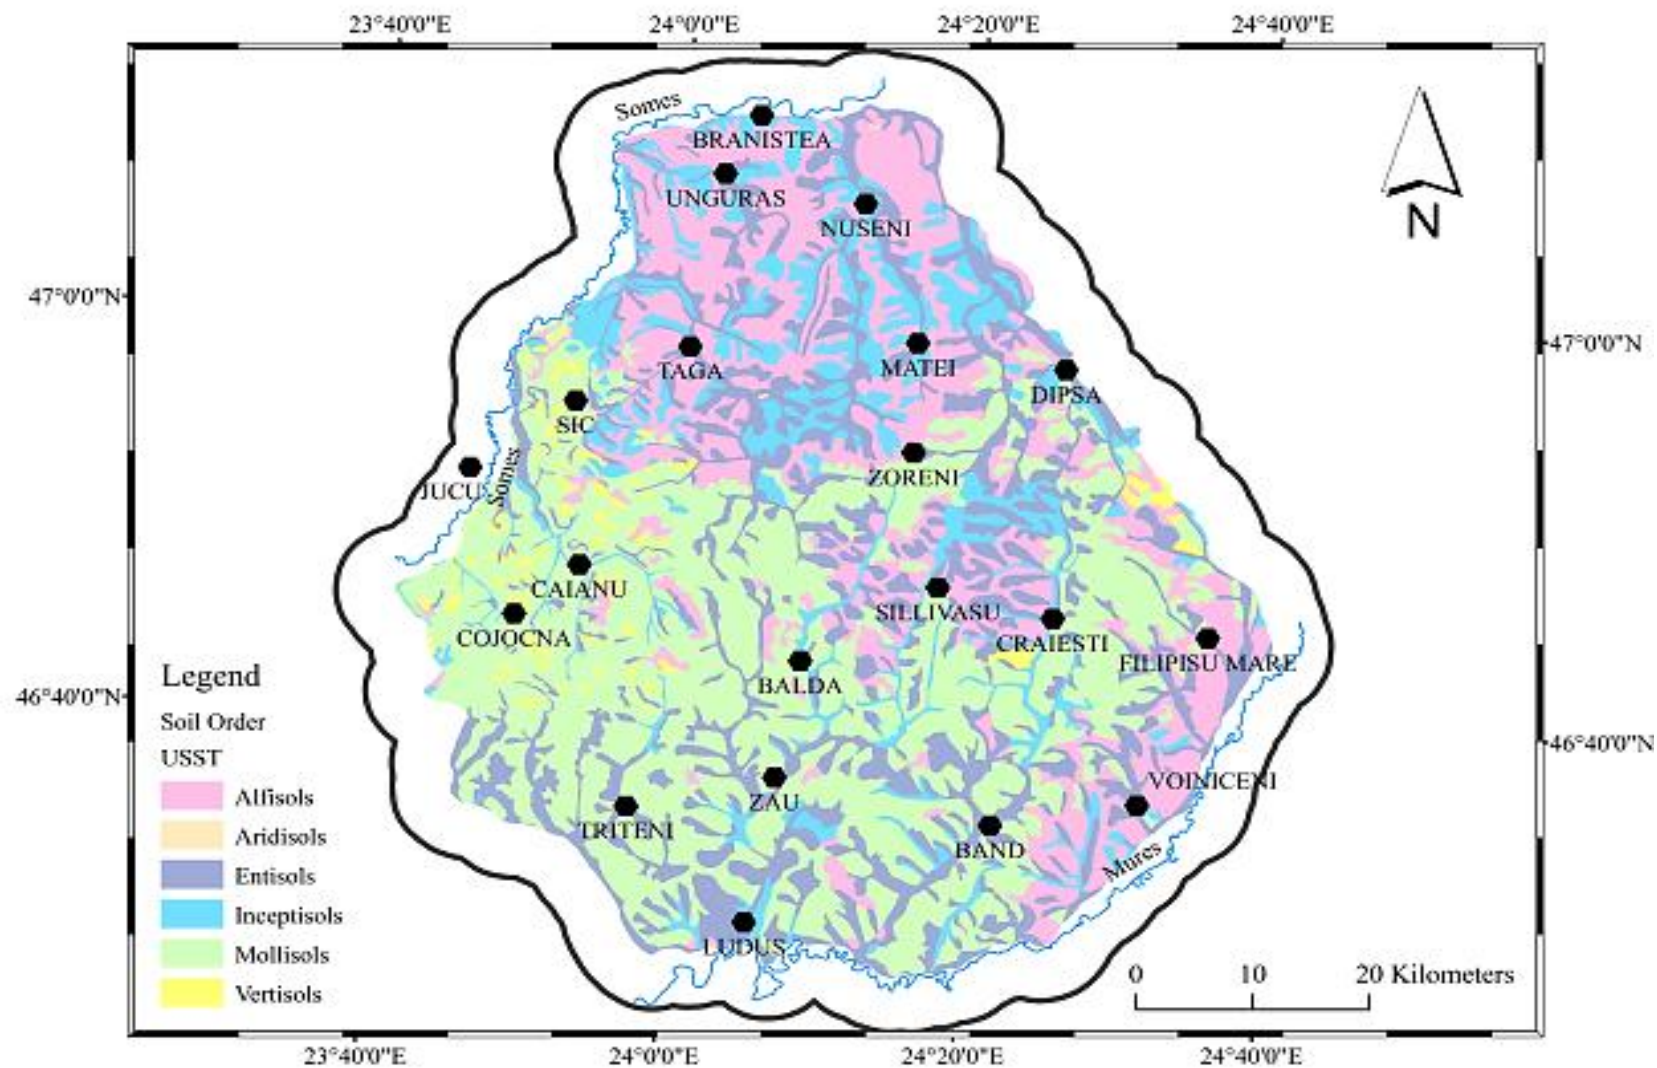 23°40'0"E 24°0'0"E 24°20'0"E 24°40'0"E
Somes
BRANISTEA
UNGURAS
NUSENI
N
47°0'0"N
47°0'0"N
TAGA
MATEI
DIPSA
SIC
ZORENI
JUCU
Somes
CAIANU
SILLIVASU
COJOCNA
CRAIESTI
FILIPISU MARE
BALDA
46°40'0"N
46°40'0"N
VOINICENI
ZAU
TRITENI
BAND
Mures
LUDUS
Legend
Soil Order
USST
Alfisols
Aridisols
Entisols
Inceptisols
Mollisols
Vertisols
0 10 20 Kilometers
23°40'0"E 24°0'0"E 24°20'0"E 24°40'0"E